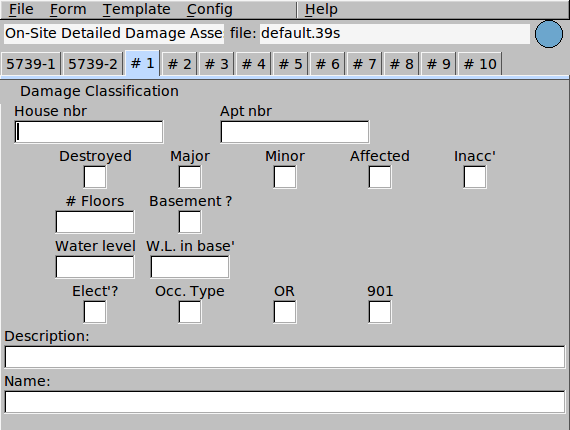 File Form Template Config Help
On-Site Detailed Damage Asse file: default.39s
5739-1 5739-2 # 1 # 2 # 3 # 4 # 5 # 6 # 7 # 8 # 9 # 10
Damage Classification
House nbr Apt nbr
Destroyed Major Minor Affected Inacc'
# Floors Basement ?
Water level W.L. in base'
Elect'? Occ. Type OR 901
Description:
Name: